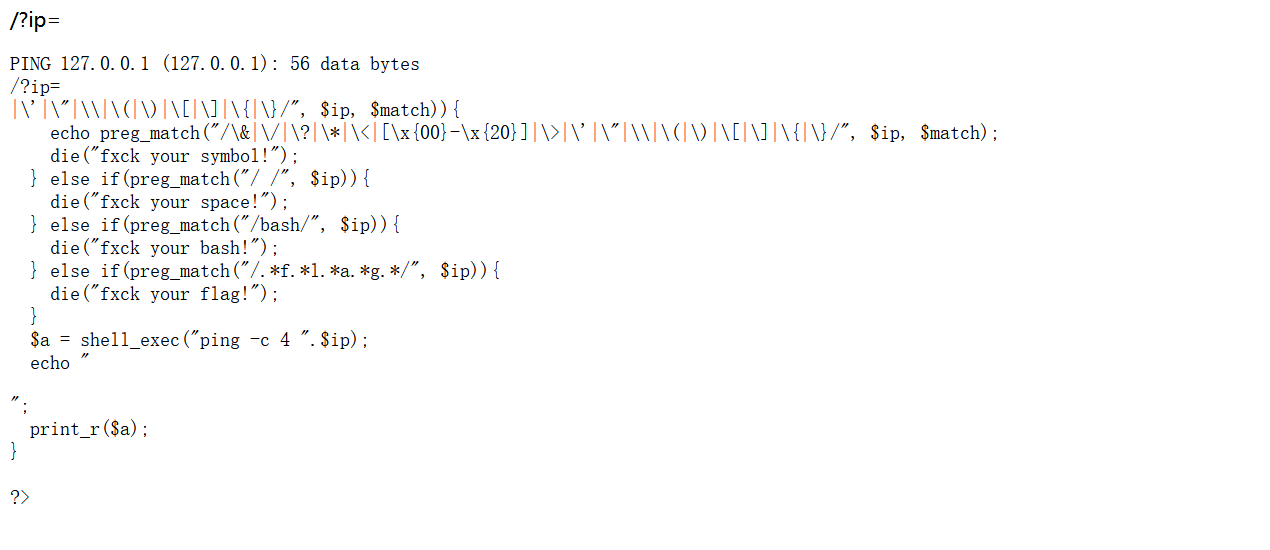 /?ip=
PING 127.0.0.1 (127.0.0.1): 56 data bytes
/?ip=
|\'|\"|\\|\(|\)|\[|\]|\{|\}/", $ip, $match)){
    echo preg_match("/\&|\/|\?|\*|\<|[\x{00}-\x{20}]|\>|\'|\"|\\|\(|\)|\[|\]|\{|\}/", $ip, $match);
    die("fxck your symbol!");
  } else if(preg_match("/ /", $ip)){
    die("fxck your space!");
  } else if(preg_match("/bash/", $ip)){
    die("fxck your bash!");
  } else if(preg_match("/.*f.*l.*a.*g.*/", $ip)){
    die("fxck your flag!");
  }
  $a = shell_exec("ping -c 4 ".$ip);
  echo "
";
  print_r($a);
}
?>